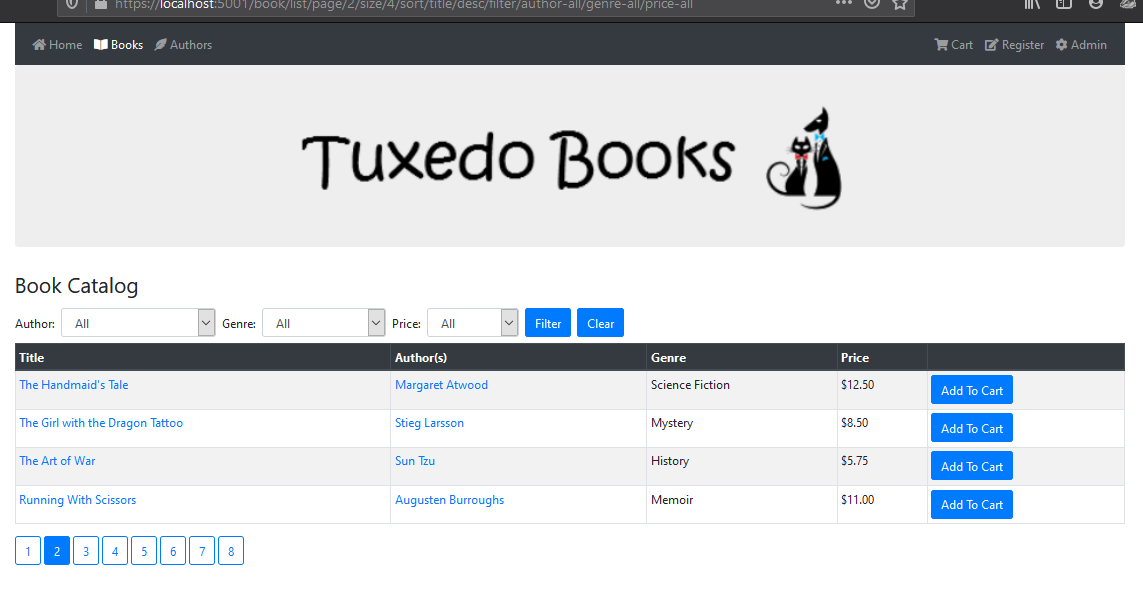 https://localhost:5001/book/list/page/2/size/4/sort/title/desc/filter/author-all/genre-all/price-all
Home Books Authors Cart Register Admin
Tuxedo Books
Book Catalog
Author: All Genre: All Price: All Filter Clear
Title Author(s) Genre Price
The Handmaid's Tale Margaret Atwood Science Fiction $12.50 Add To Cart
The Girl with the Dragon Tattoo Stieg Larsson Mystery $8.50 Add To Cart
The Art of War Sun Tzu History $5.75 Add To Cart
Running With Scissors Augusten Burroughs Memoir $11.00 Add To Cart
1 2 3 4 5 6 7 8